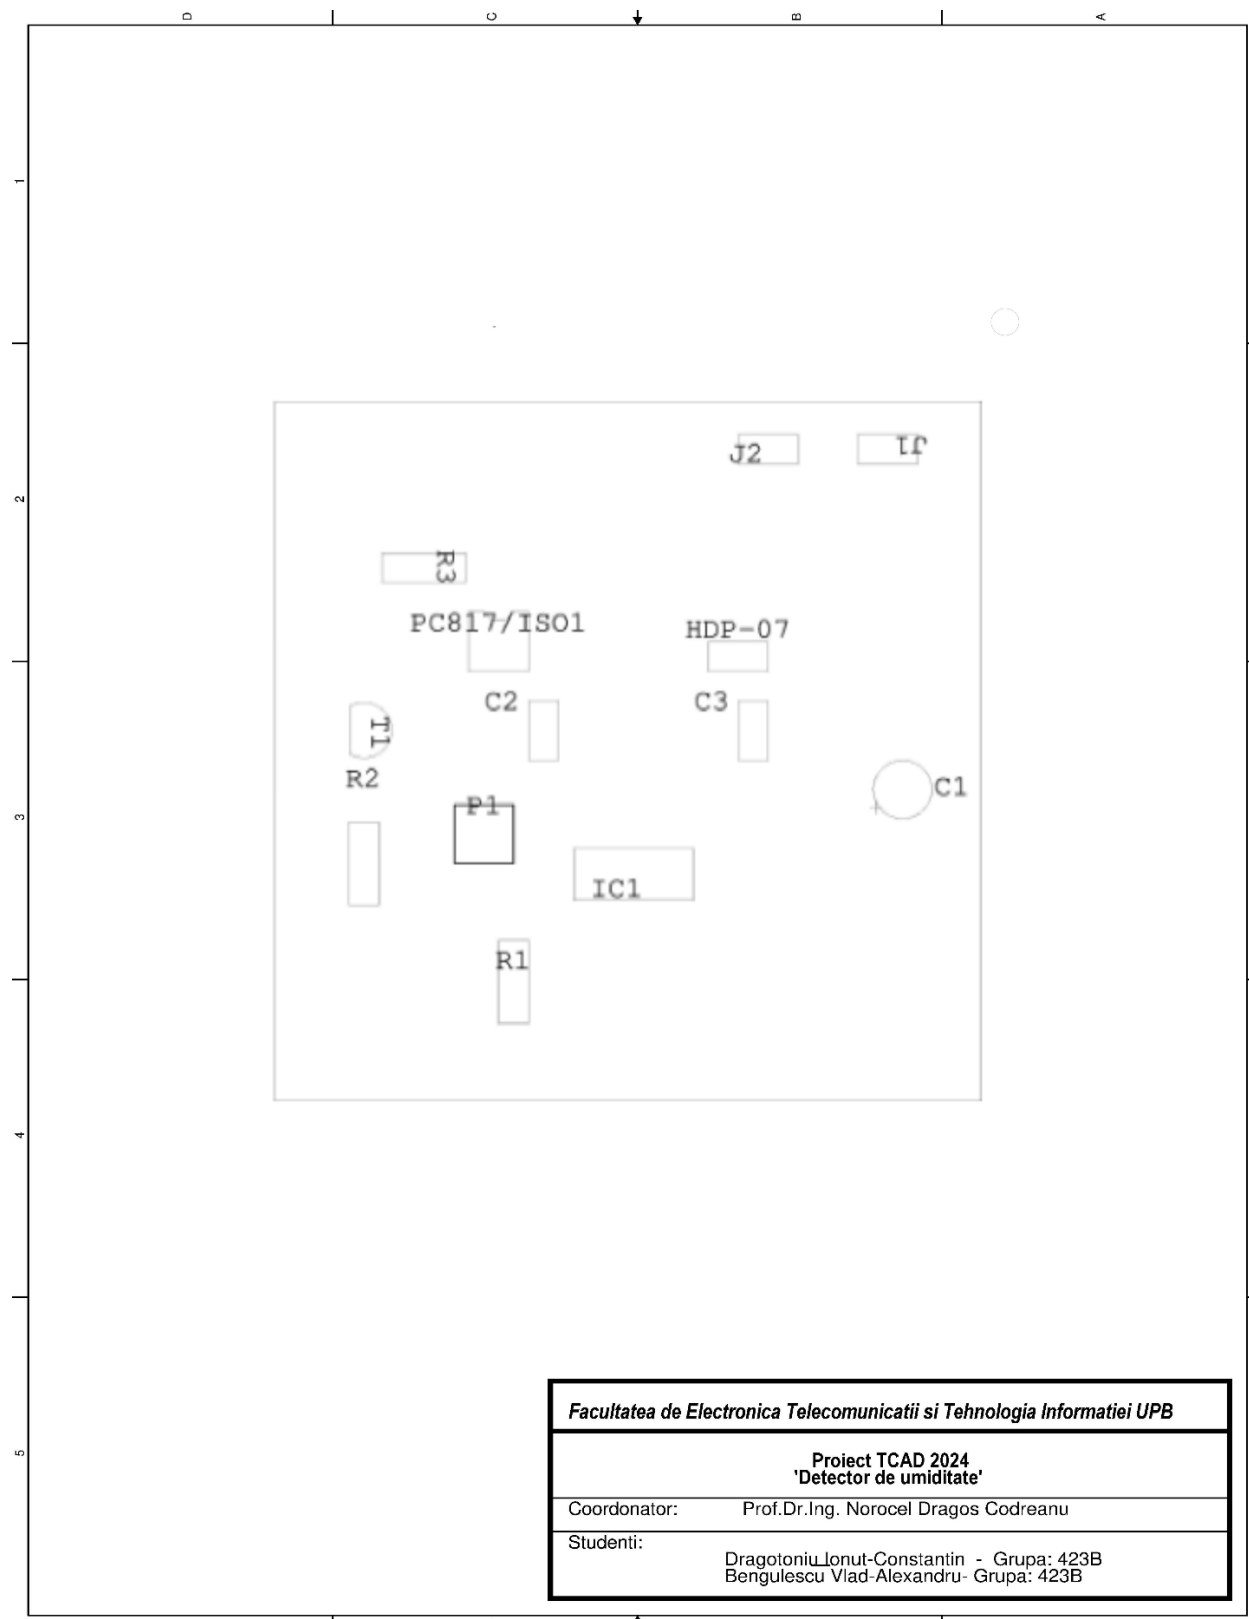 D C B A
1
J2 J1
2
R3
PC817/ISO1
HDP-07
C2 C3
T1
R2
C1
P1
3
IC1
R1
4
Facultatea de Electronica Telecomunicatii si Tehnologia Informatiei UPB
5
Proiect TCAD 2024
'Detector de umiditate'
Coordonator: Prof.Dr.Ing. Norocel Dragos Codreanu
Studenti:
Dragotoniu Ionut-Constantin - Grupa: 423B
Bengulescu Vlad-Alexandru- Grupa: 423B